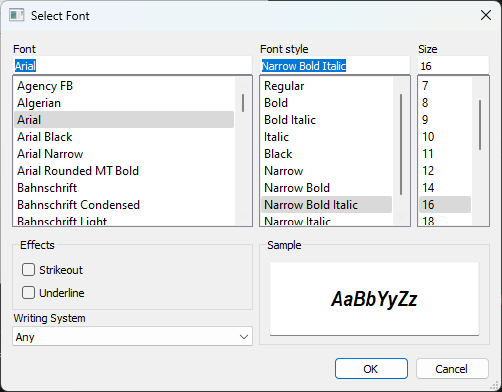 Select Font
Font
Font style
Size
Arial
Narrow Bold Italic
16
Agency FB
Algerian
Arial
Arial Black
Arial Narrow
Arial Rounded MT Bold
Bahnschrift
Bahnschrift Condensed
Bahnschrift Light
Regular
Bold
Bold Italic
Italic
Black
Narrow
Narrow Bold
Narrow Bold Italic
Narrow Italic
7
8
9
10
11
12
14
16
18
Effects
Strikeout
Underline
Writing System
Any
Sample
AaBbYyZz
OK
Cancel